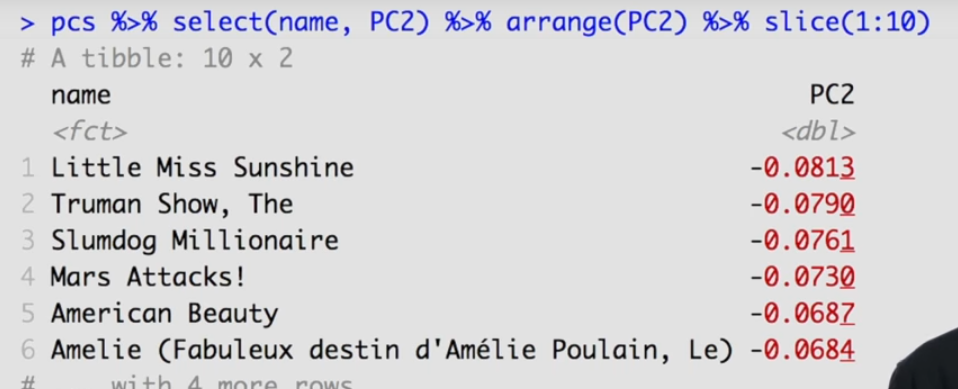 > pcs %>% select(name, PC2) %>% arrange(PC2) %>% slice(1:10)
# A tibble: 10 x 2
name PC2
<fct> <dbl>
1 Little Miss Sunshine -0.0813
2 Truman Show, The -0.0790
3 Slumdog Millionaire -0.0761
4 Mars Attacks! -0.0730
5 American Beauty -0.0687
6 Amelie (Fabuleux destin d'Amélie Poulain, Le) -0.0684
# with 4 more rows